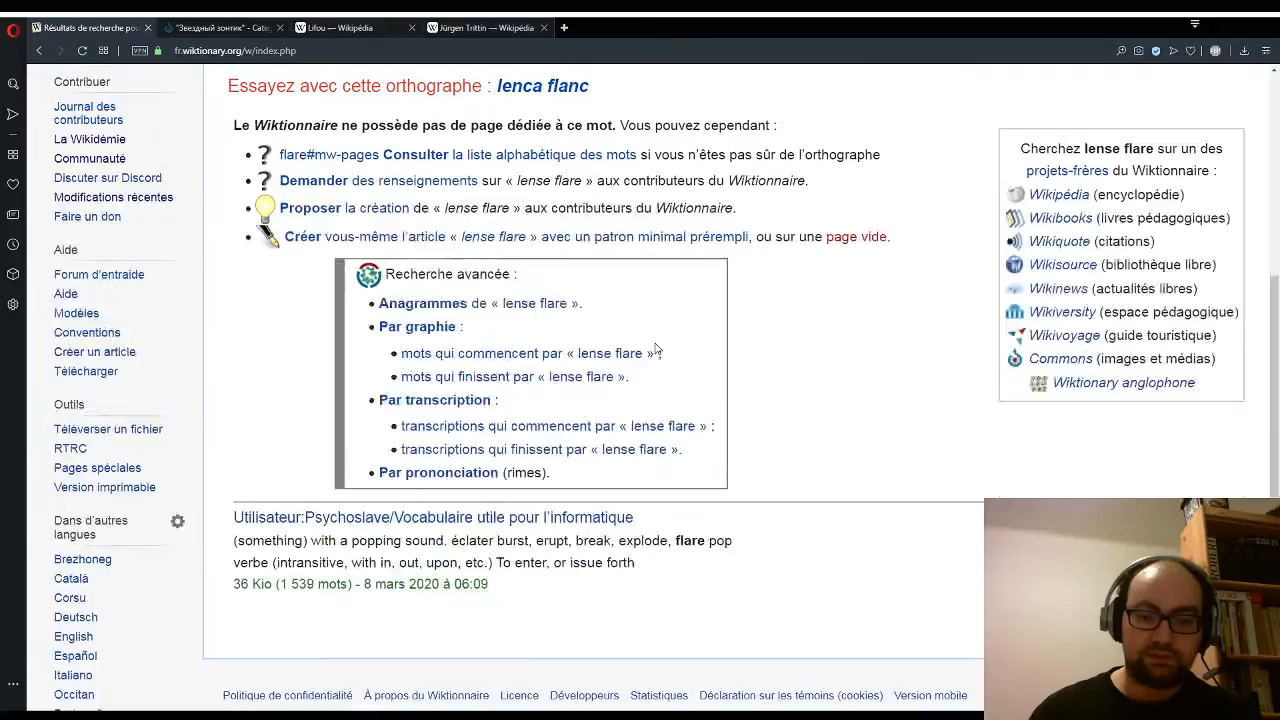 Résultats de recherche pou
"Звездный зонтик" - Cate
Lifou — Wikipédia
Jürgen Trittin — Wikipédia
VPN
fr.wiktionary.org/w/index.php
Contribuer
Journal des
contributeurs
La Wikidémie
Communauté
Discuter sur Discord
Modifications récentes
Faire un don
Aide
Forum d'entraide
Aide
Modèles
Conventions
Créer un article
Télécharger
Outils
Téléverser un fichier
RTRC
Pages spéciales
Version imprimable
Dans d'autres
langues
Brezhoneg
Català
Corsu
Deutsch
English
Español
Italiano
Occitan
Essayez avec cette orthographe : lenca flanc
Le Wiktionnaire ne possède pas de page dédiée à ce mot. Vous pouvez cependant :
flare#mw-pages Consulter la liste alphabétique des mots si vous n'êtes pas sûr de l'orthographe
Demander des renseignements sur « lense flare » aux contributeurs du Wiktionnaire.
Proposer la création de « lense flare » aux contributeurs du Wiktionnaire.
Créer vous-même l'article « lense flare » avec un patron minimal prérempli, ou sur une page vide.
Recherche avancée :
Anagrammes de « lense flare ».
Par graphie :
mots qui commencent par « lense flare » ;
mots qui finissent par « lense flare ».
Par transcription :
transcriptions qui commencent par « lense flare » ;
transcriptions qui finissent par « lense flare ».
Par prononciation (rimes).
Utilisateur:Psychoslave/Vocabulaire utile pour l'informatique
(something) with a popping sound. éclater burst, erupt, break, explode, flare pop
verbe (intransitive, with in. out, upon, etc.) To enter, or issue forth
36 Kio (1 539 mots) - 8 mars 2020 à 06:09
Cherchez lense flare sur un des
projets-frères du Wiktionnaire :
Wikipédia (encyclopédie)
Wikibooks (livres pédagogiques)
Wikiquote (citations)
Wikisource (bibliothèque libre)
Wikinews (actualités libres)
Wikiversity (espace pédagogique)
Wikivoyage (guide touristique)
Commons (images et médias)
Wiktionary anglophone
Politique de confidentialité À propos du Wiktionnaire Licence Développeurs Statistiques Déclaration sur les témoins (cookies) Version mobile